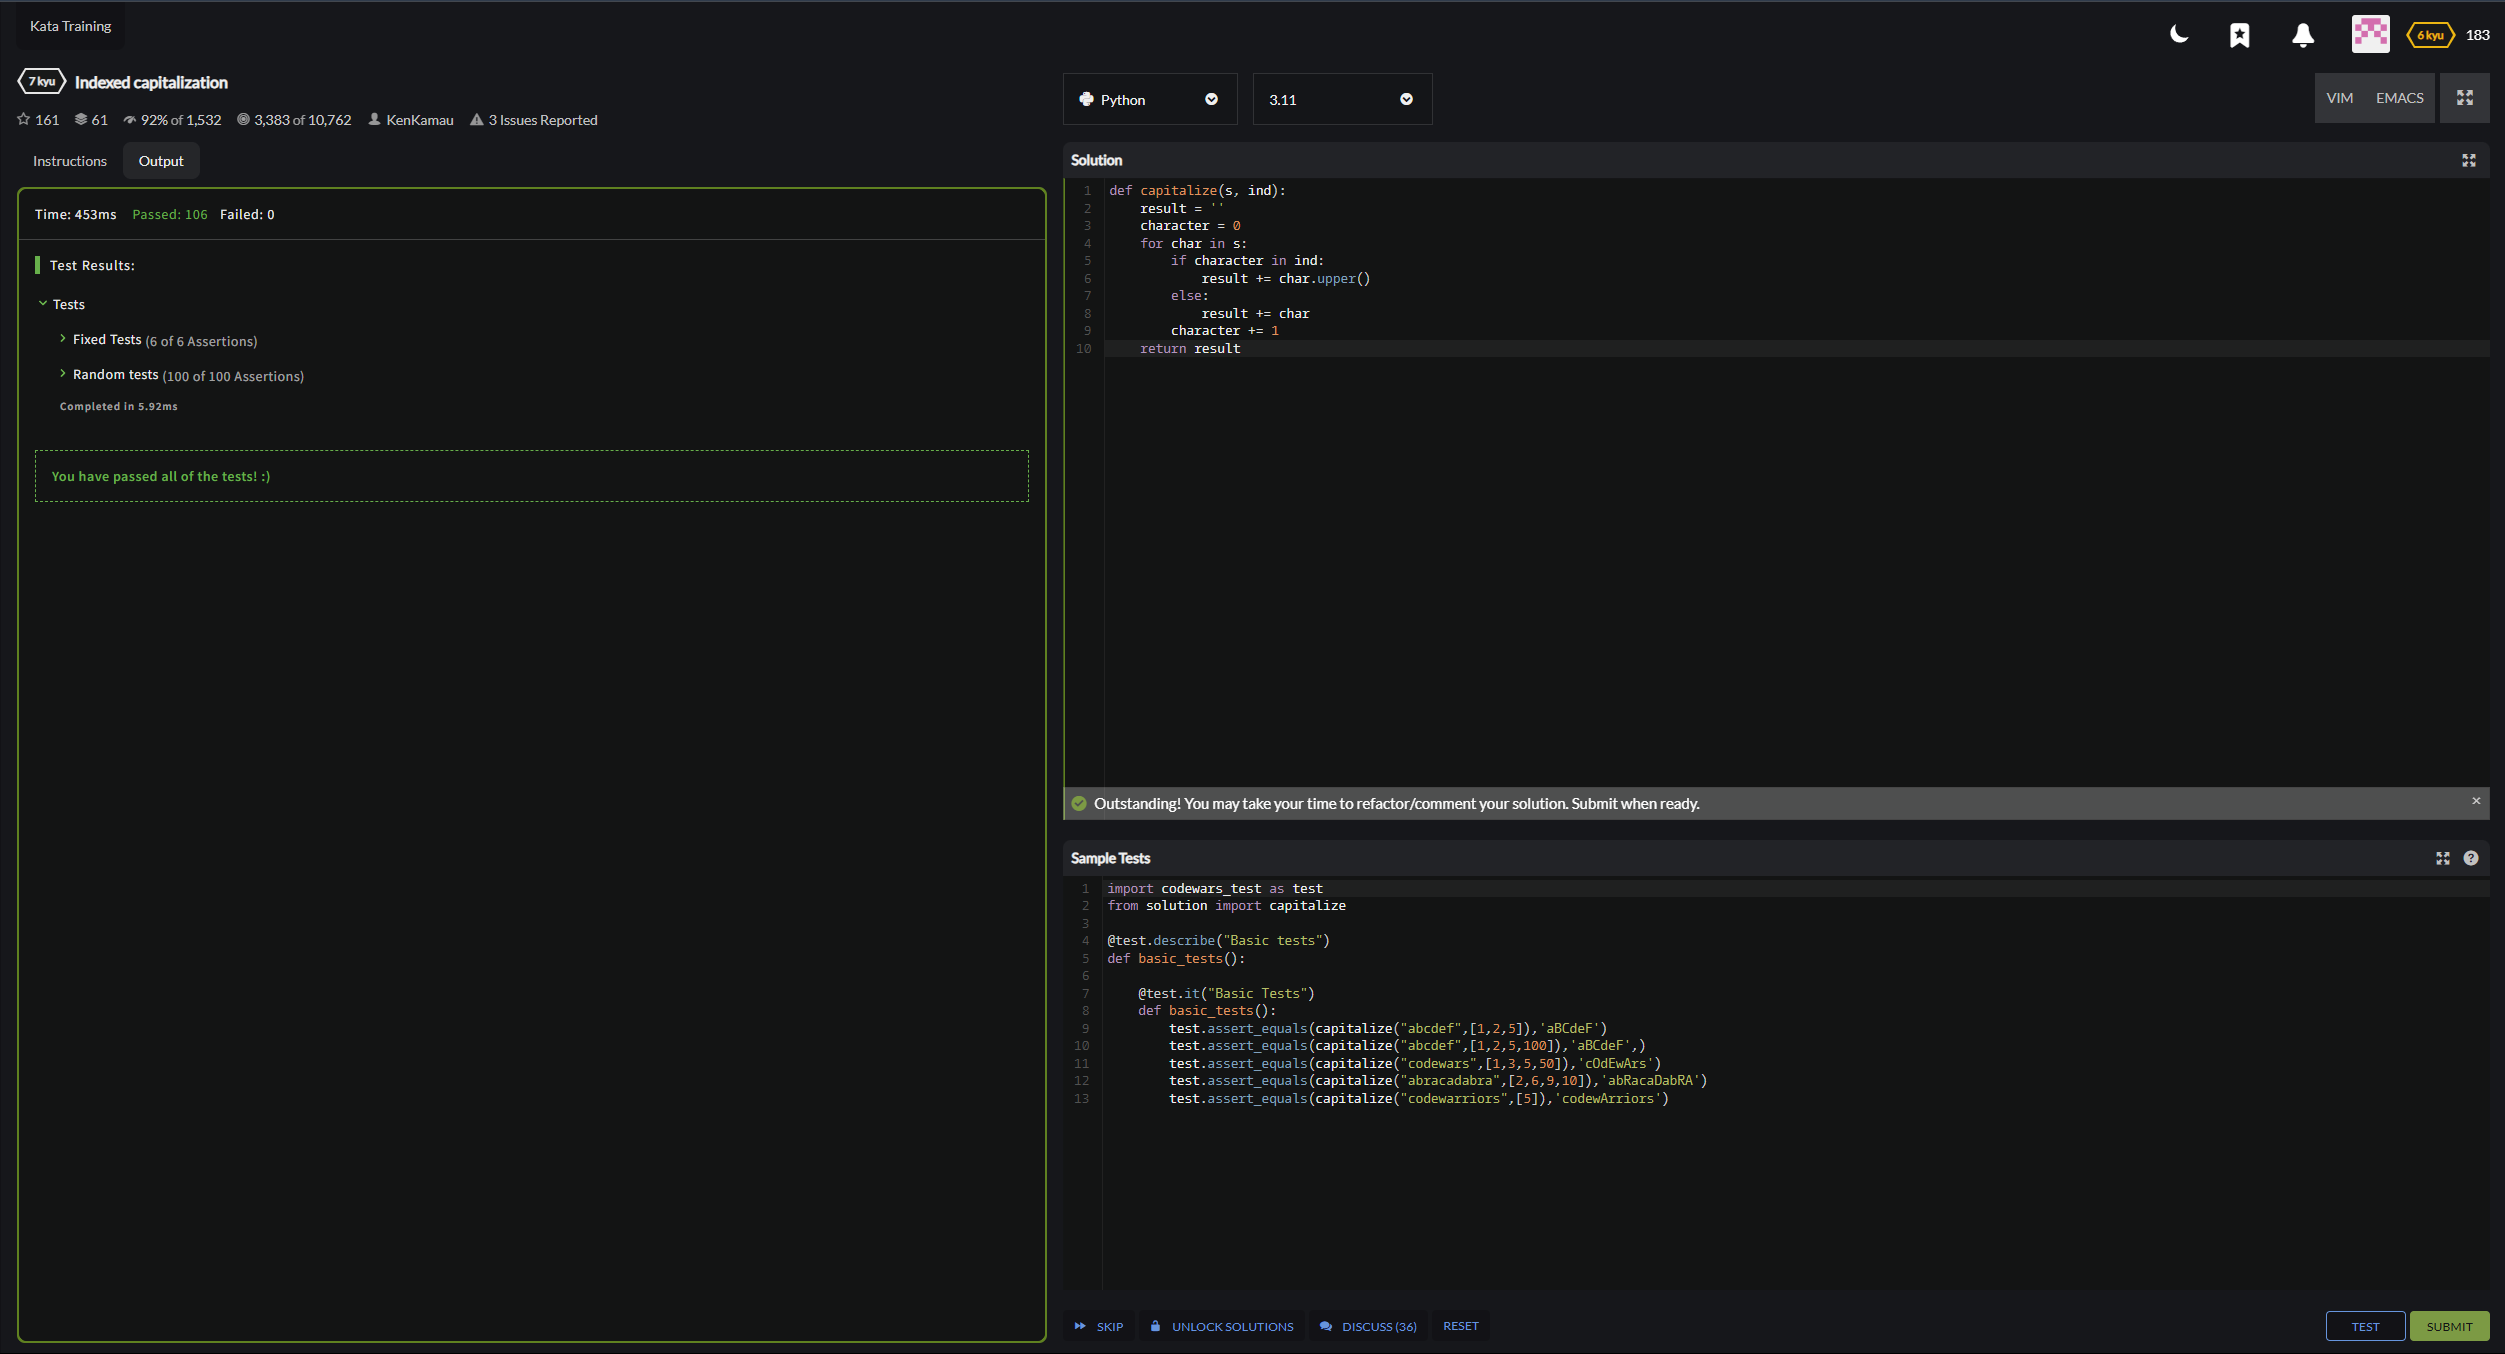 Kata Training
6 kyu 183
7 kyu Indexed capitalization
161 61 92% of 1,532 3,383 of 10,762 KenKamau 3 Issues Reported
Instructions Output
Time: 453ms Passed: 106 Failed: 0
Test Results:
Tests
Fixed Tests (6 of 6 Assertions)
Random tests (100 of 100 Assertions)
Completed in 5.92ms
You have passed all of the tests! :)
Python 3.11 VIM EMACS
Solution
1 def capitalize(s, ind):
2     result = ''
3     character = 0
4     for char in s:
5         if character in ind:
6             result += char.upper()
7         else:
8             result += char
9         character += 1
10     return result
Outstanding! You may take your time to refactor/comment your solution. Submit when ready. ×
Sample Tests ?
1 import codewars_test as test
2 from solution import capitalize
3
4 @test.describe("Basic tests")
5 def basic_tests():
6
7     @test.it("Basic Tests")
8     def basic_tests():
9         test.assert_equals(capitalize("abcdef",[1,2,5]),'aBCdeF')
10         test.assert_equals(capitalize("abcdef",[1,2,5,100]),'aBCdeF',)
11         test.assert_equals(capitalize("codewars",[1,3,5,50]),'cOdEwArs')
12         test.assert_equals(capitalize("abracadabra",[2,6,9,10]),'abRacaDabRA')
13         test.assert_equals(capitalize("codewarriors",[5]),'codewArriors')
SKIP UNLOCK SOLUTIONS DISCUSS (36) RESET TEST SUBMIT